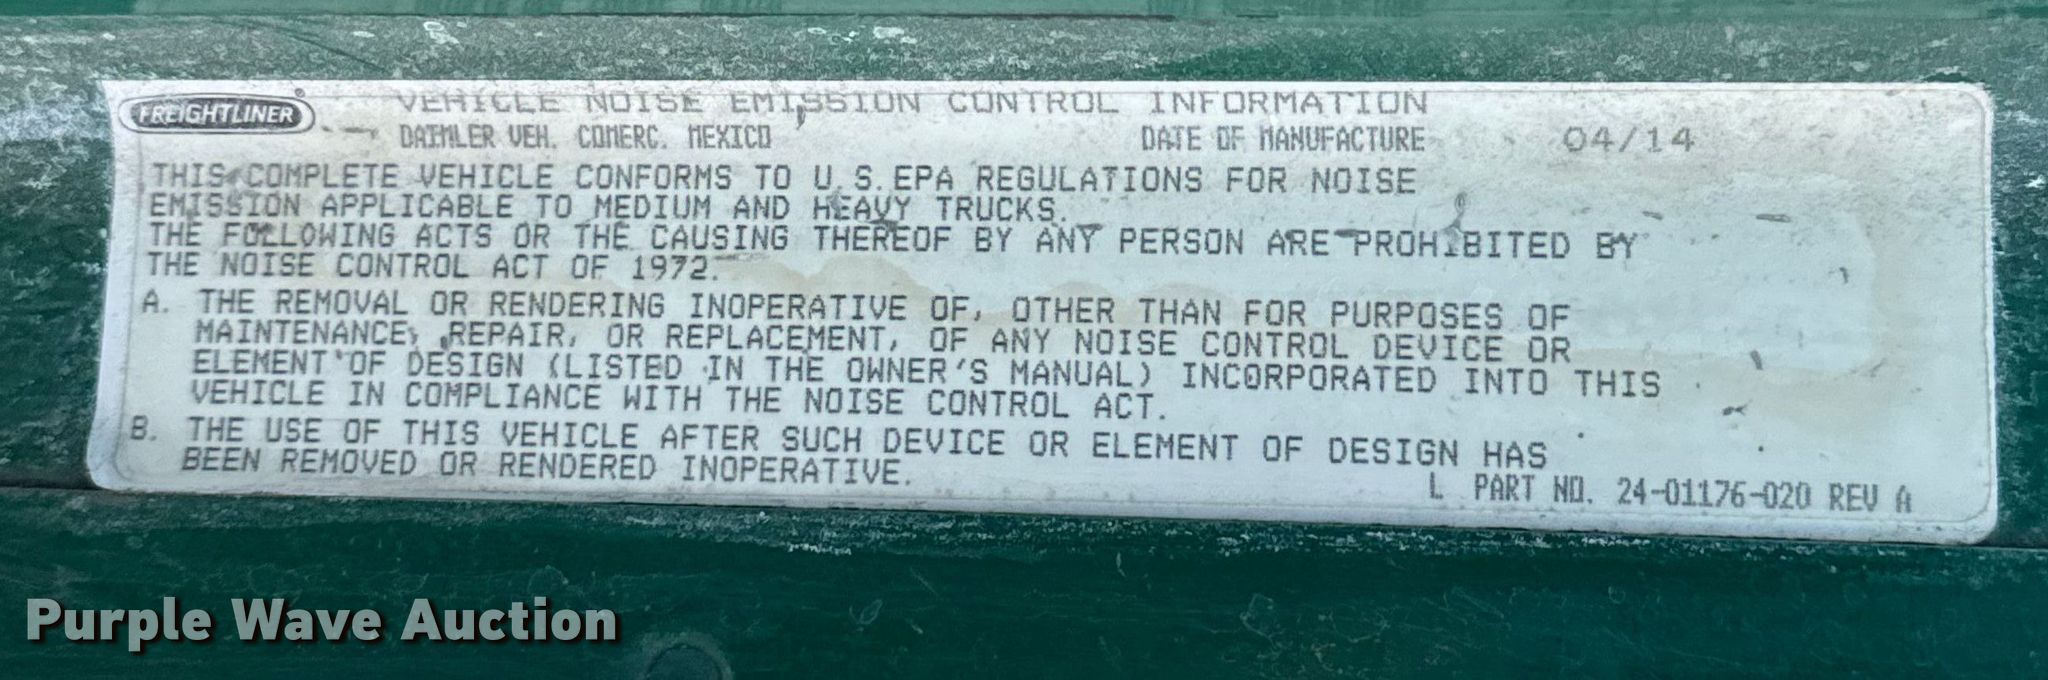 FREIGHTLINER
VEHICLE NOISE EMISSION CONTROL INFORMATION
DAIMLER VEH. COMERC. MEXICO DATE OF MANUFACTURE 04/14
THIS COMPLETE VEHICLE CONFORMS TO U.S.EPA REGULATIONS FOR NOISE
EMISSION APPLICABLE TO MEDIUM AND HEAVY TRUCKS.
THE FOLLOWING ACTS OR THE CAUSING THEREOF BY ANY PERSON ARE PROHIBITED BY
THE NOISE CONTROL ACT OF 1972.
A. THE REMOVAL OR RENDERING INOPERATIVE OF, OTHER THAN FOR PURPOSES OF
MAINTENANCE, REPAIR, OR REPLACEMENT, OF ANY NOISE CONTROL DEVICE OR
ELEMENT OF DESIGN (LISTED IN THE OWNER'S MANUAL) INCORPORATED INTO THIS
VEHICLE IN COMPLIANCE WITH THE NOISE CONTROL ACT.
B. THE USE OF THIS VEHICLE AFTER SUCH DEVICE OR ELEMENT OF DESIGN HAS
BEEN REMOVED OR RENDERED INOPERATIVE.
L PART NO. 24-01176-020 REV A
Purple Wave Auction